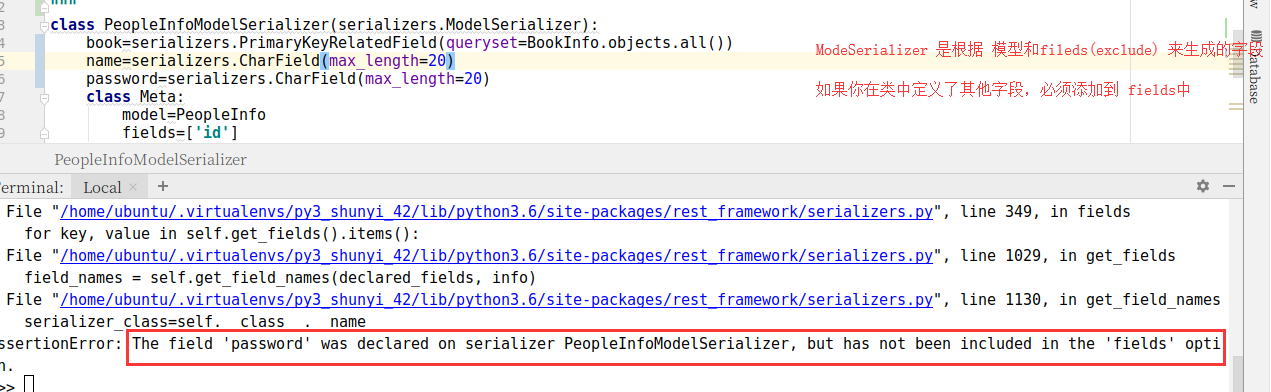 2
"""
3 class PeopleInfoModelSerializer(serializers.ModelSerializer):
4 book=serializers.PrimaryKeyRelatedField(queryset=BookInfo.objects.all())
5 name=serializers.CharField(max_length=20)
6 password=serializers.CharField(max_length=20)
7 class Meta:
8 model=PeopleInfo
9 fields=['id']
ModeSerializer 是根据 模型和fileds(exclude) 来生成的字段
如果你在类中定义了其他字段，必须添加到 fields中
Database
PeopleInfoModelSerializer
erminal: Local × +
File "/home/ubuntu/.virtualenvs/py3_shunyi_42/lib/python3.6/site-packages/rest_framework/serializers.py", line 349, in fields
for key, value in self.get_fields().items():
File "/home/ubuntu/.virtualenvs/py3_shunyi_42/lib/python3.6/site-packages/rest_framework/serializers.py", line 1029, in get_fields
field_names = self.get_field_names(declared_fields, info)
File "/home/ubuntu/.virtualenvs/py3_shunyi_42/lib/python3.6/site-packages/rest_framework/serializers.py", line 1130, in get_field_names
serializer_class=self.__class__.__name__
ssertionError: The field 'password' was declared on serializer PeopleInfoModelSerializer, but has not been included in the 'fields' opti
n.
>>